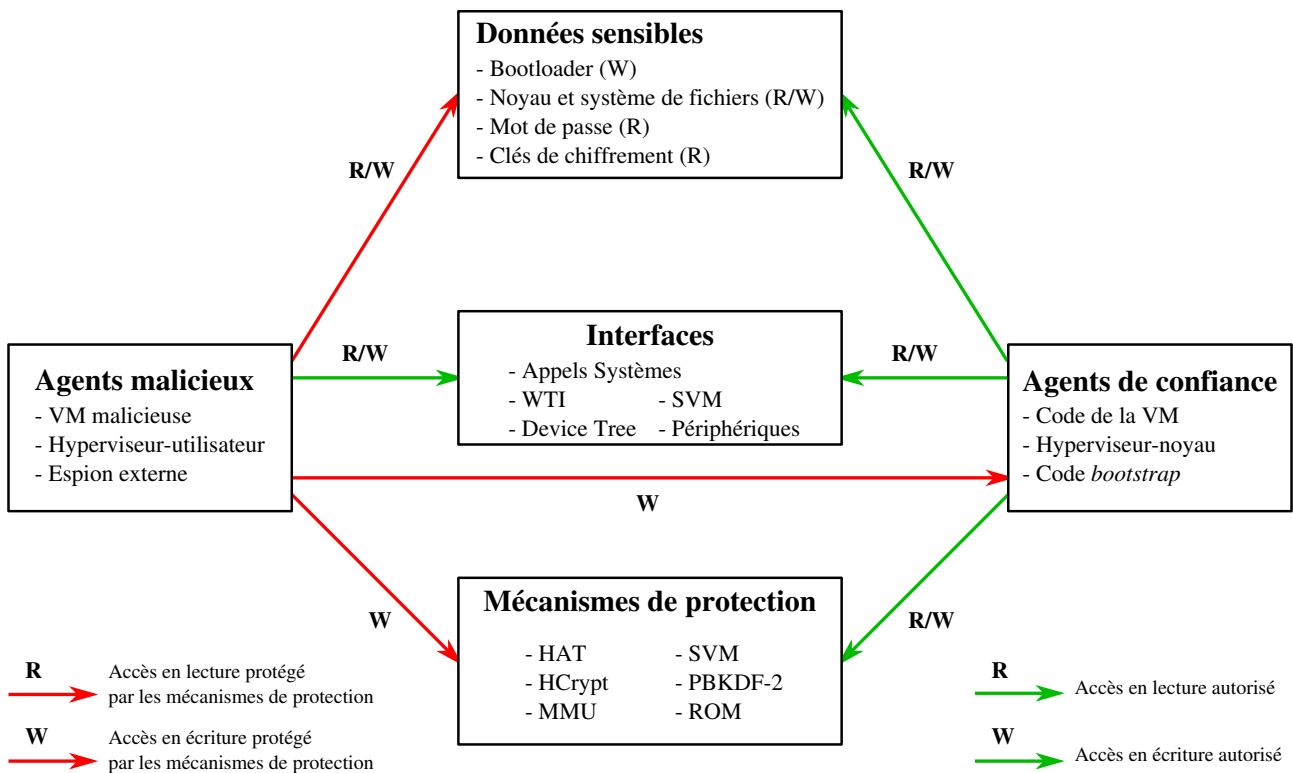 Données sensibles
- Bootloader (W)
- Noyau et système de fichiers (R/W)
- Mot de passe (R)
- Clés de chiffrement (R)
R/W
R/W
Interfaces
- Appels Systèmes
- WTI - SVM
- Device Tree - Périphériques
R/W
R/W
Agents malicieux
- VM malicieuse
- Hyperviseur-utilisateur
- Espion externe
Agents de confiance
- Code de la VM
- Hyperviseur-noyau
- Code bootstrap
W
Mécanismes de protection
- HAT - SVM
- HCrypt - PBKDF-2
- MMU - ROM
W
R/W
R
Accès en lecture protégé
par les mécanismes de protection
W
Accès en écriture protégé
par les mécanismes de protection
R
Accès en lecture autorisé
W
Accès en écriture autorisé